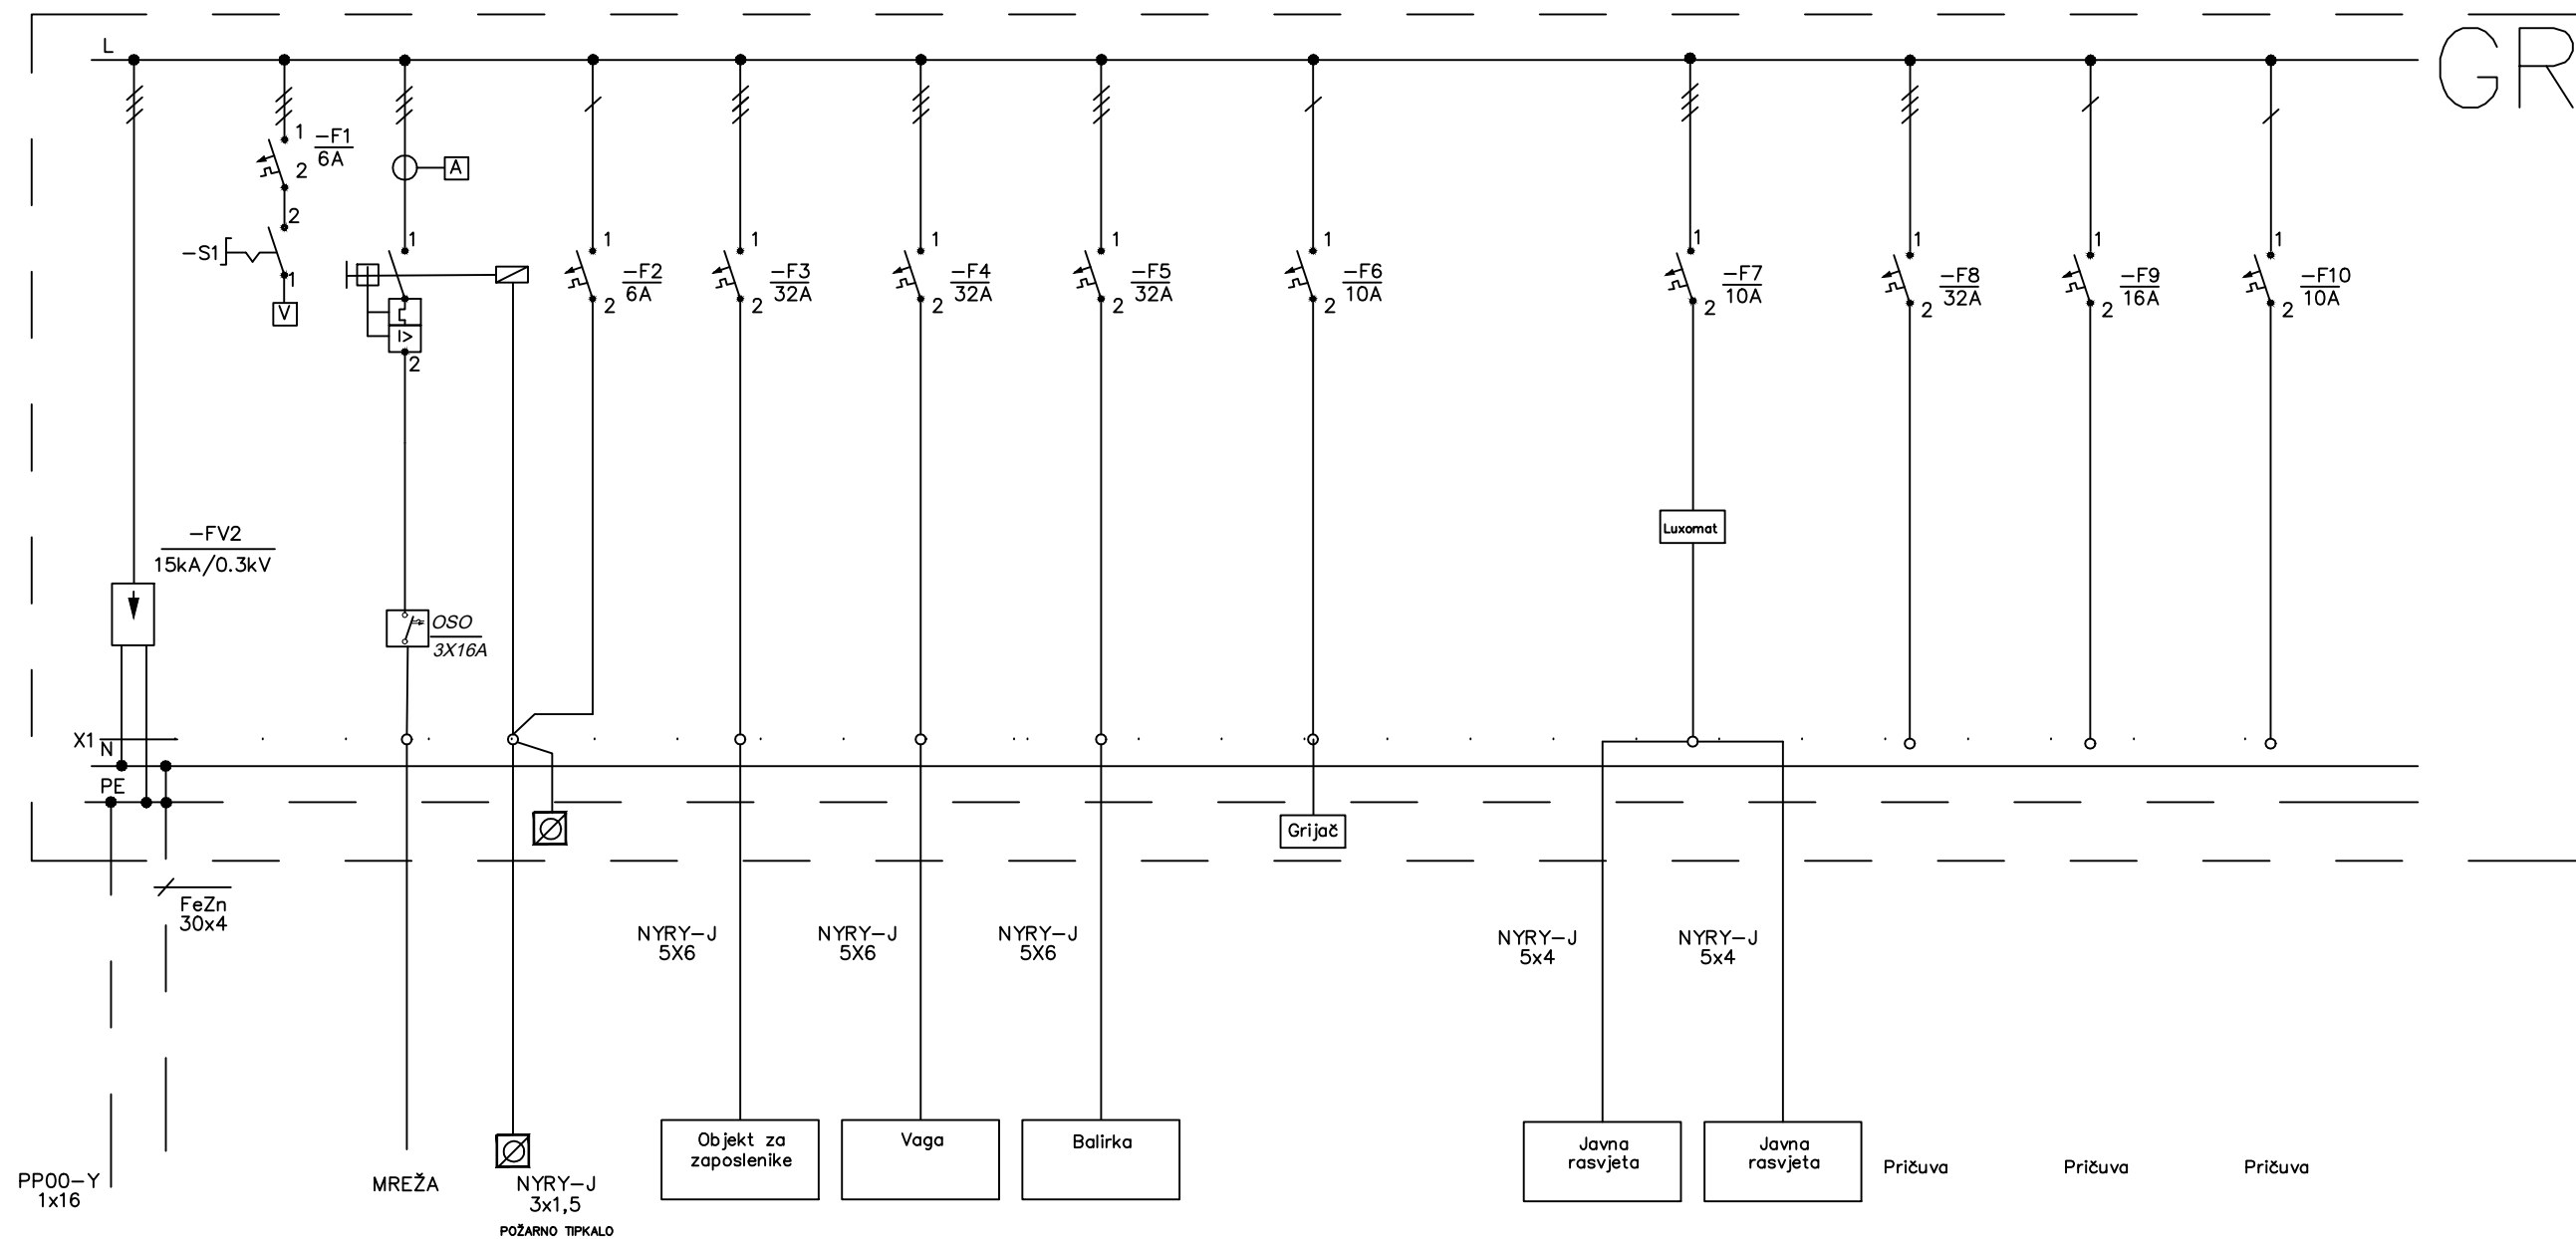 L
GR
1
-F1
6A
2
2
-S1
1
V
A
1
I>
2
1
-F2
6A
2
1
-F3
32A
2
1
-F4
32A
2
1
-F5
32A
2
1
-F6
10A
2
1
-F7
10A
2
1
-F8
32A
2
1
-F9
16A
2
1
-F10
10A
2
Luxomat
-FV2
15kA/0.3kV
OSO
3X16A
X1
N
PE
Grijač
FeZn
30x4
NYRY-J
5X6
NYRY-J
5X6
NYRY-J
5X6
NYRY-J
5x4
NYRY-J
5x4
PP00-Y
1x16
MREŽA
NYRY-J
3x1,5
POŽARNO TIPKALO
Objekt za
zaposlenike
Vaga
Balirka
Javna
rasvjeta
Javna
rasvjeta
Pričuva
Pričuva
Pričuva